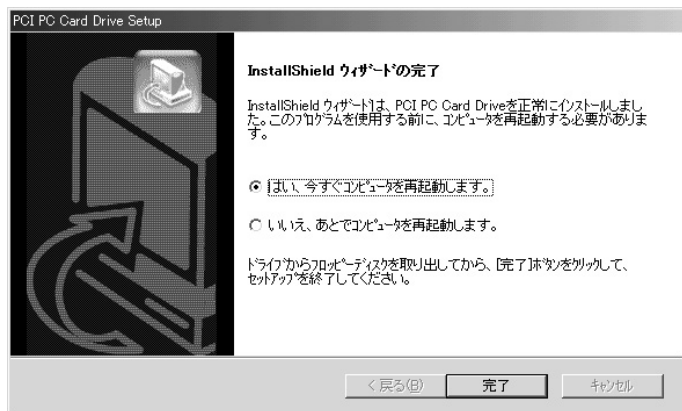 PCI PC Card Drive Setup
InstallShield ウィザードの完了
InstallShield ウィザードは、PCI PC Card Driveを正常にインストールしまし
た。このプログラムを使用する前に、コンピュータを再起動する必要がありま
す。
はい、今すぐコンピュータを再起動します。
いいえ、あとでコンピュータを再起動します。
ドライブからフロッピーディスクを取り出してから、[完了]ボタンをクリックして、
セットアップを終了してください。
< 戻る(B)
完了
キャンセル